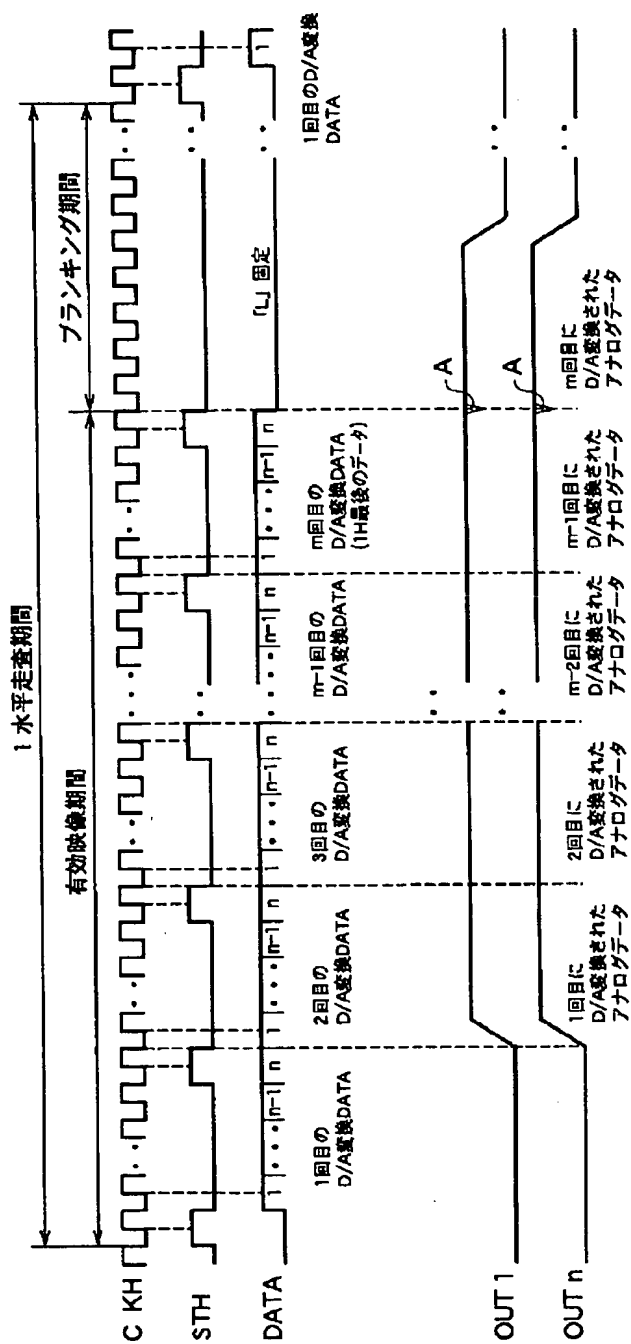 1 水平走査期間
有効映像期間
ブランキング期間
C KH
STH
DATA
1 ・・・ n-1 n
1 ・・・ n-1 n
1 ・・・ n-1 n
・・・・ n-1 n
1 ・・・ n-1 n
「L」固定
1
1回目の
D/A変換DATA
2回目の
D/A変換DATA
3回目の
D/A変換DATA
m-1回目の
D/A変換DATA
m回目の
D/A変換DATA
(1H最後のデータ)
1回目のD/A変換
DATA
OUT 1
A
OUT n
A
1回目に
D/A変換された
アナログデータ
2回目に
D/A変換された
アナログデータ
m-2回目に
D/A変換された
アナログデータ
m-1回目に
D/A変換された
アナログデータ
m回目に
D/A変換された
アナログデータ